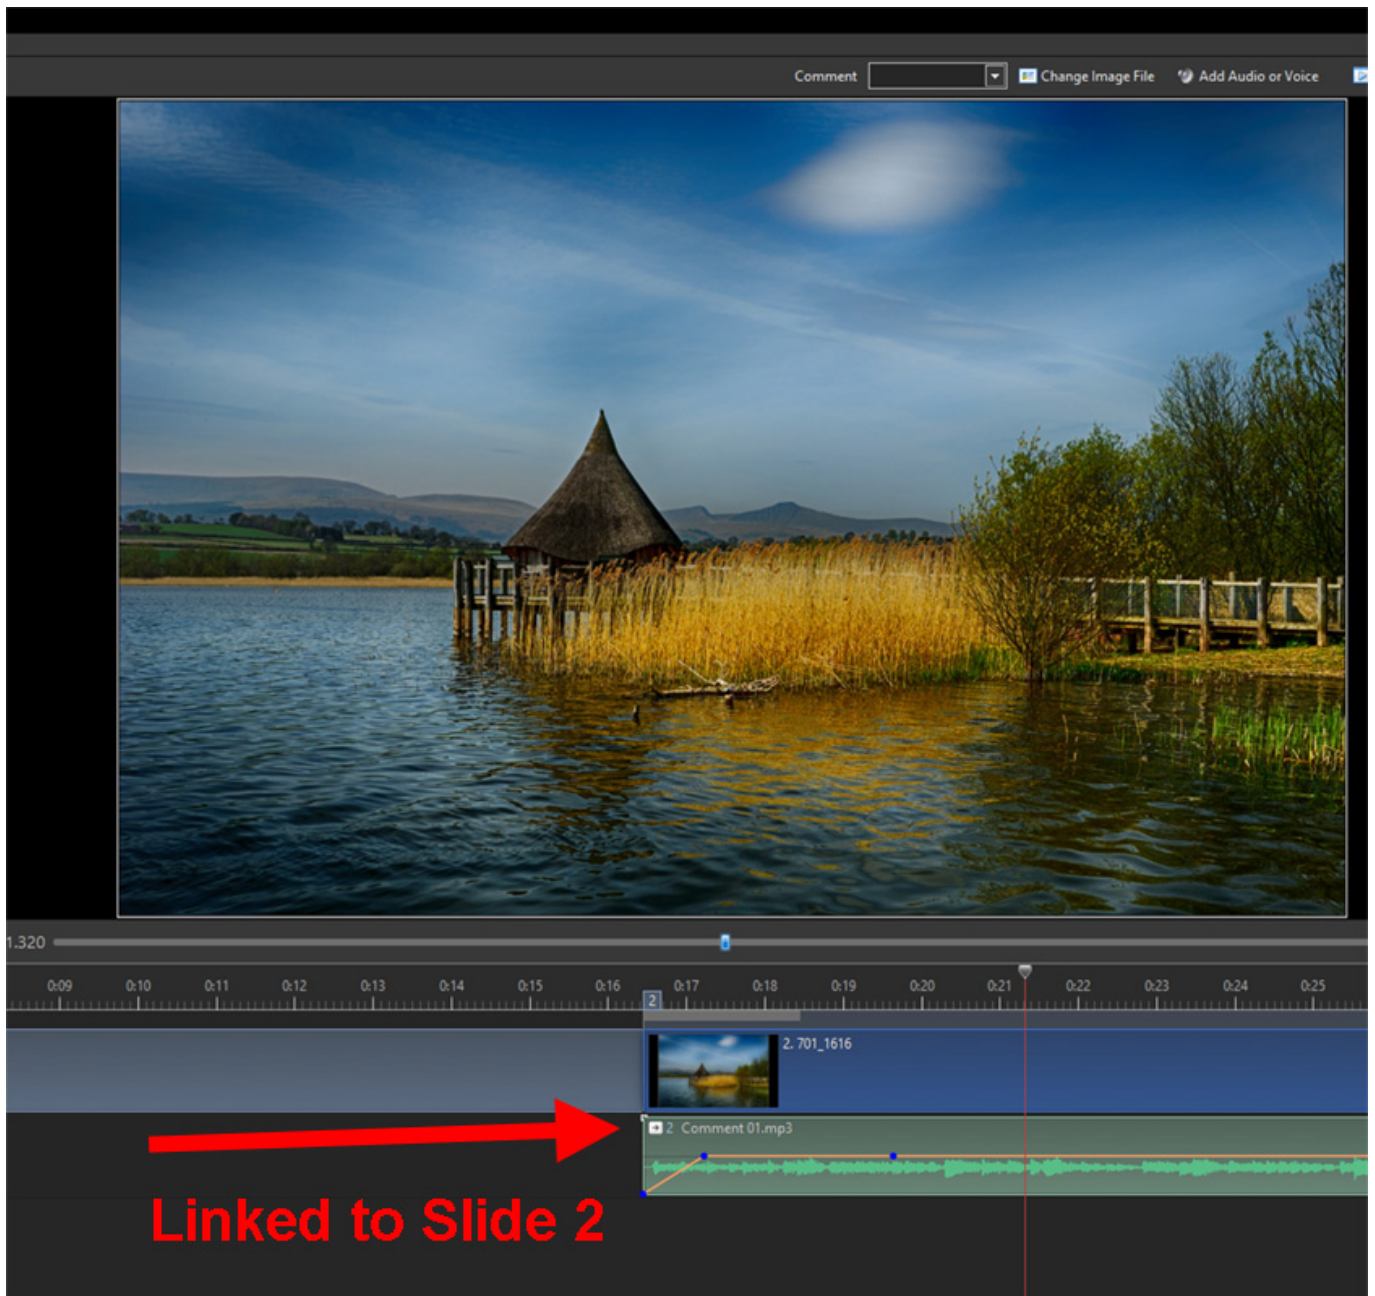 Comment Change Image File Add Audio or Voice
1.320
0:09 0:10 0:11 0:12 0:13 0:14 0:15 0:16 0:17 0:18 0:19 0:20 0:21 0:22 0:23 0:24 0:25
2
2. 701_1616
2 Comment 01.mp3
Linked to Slide 2